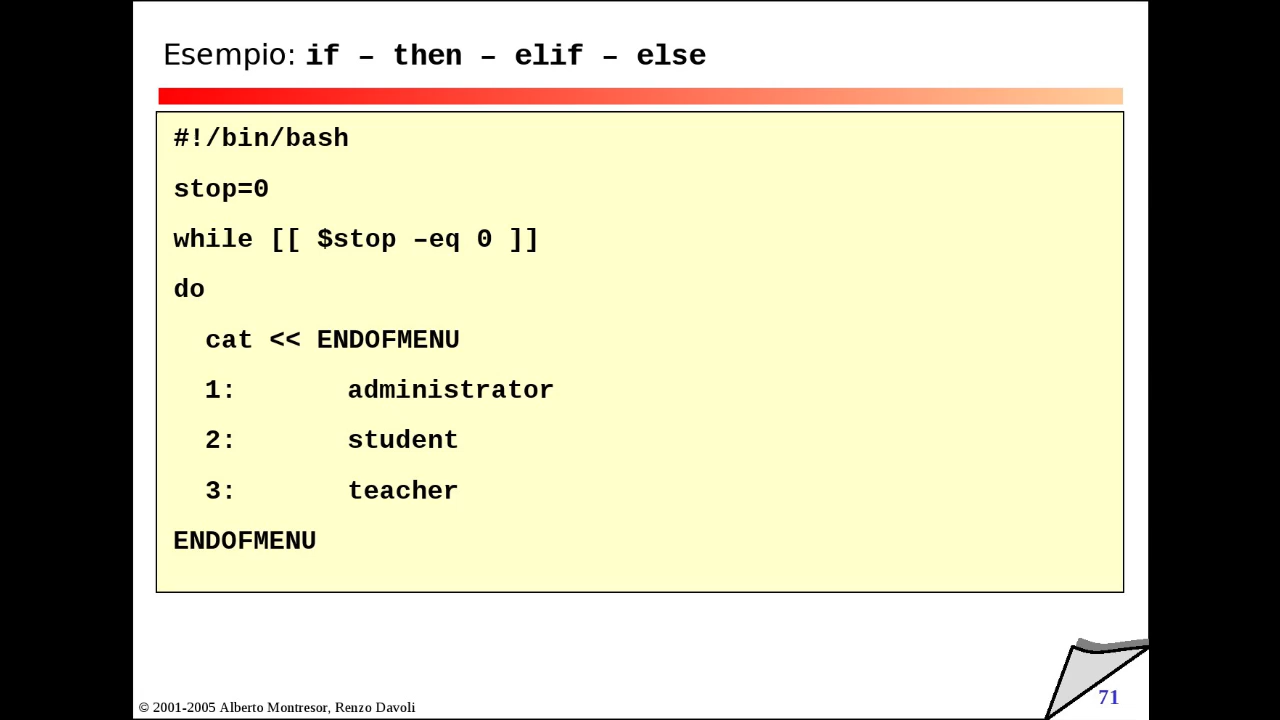 Esempio: if – then – elif – else
#!/bin/bash
stop=0
while [[ $stop –eq 0 ]]
do
  cat << ENDOFMENU
  1:       administrator
  2:       student
  3:       teacher
ENDOFMENU
© 2001-2005 Alberto Montresor, Renzo Davoli
71